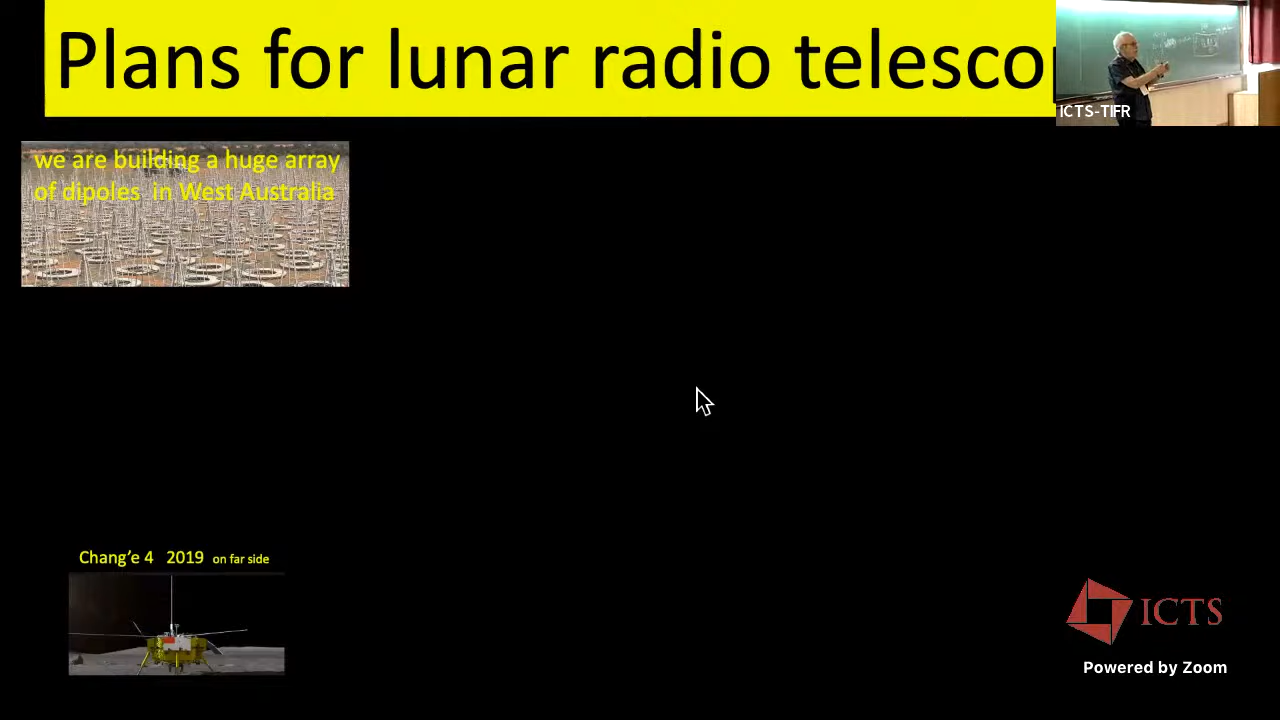 Plans for lunar radio telesco
ICTS-TIFR
we are building a huge array
of dipoles in West Australia
Chang'e 4 2019 on far side
ICTS
Powered by Zoom